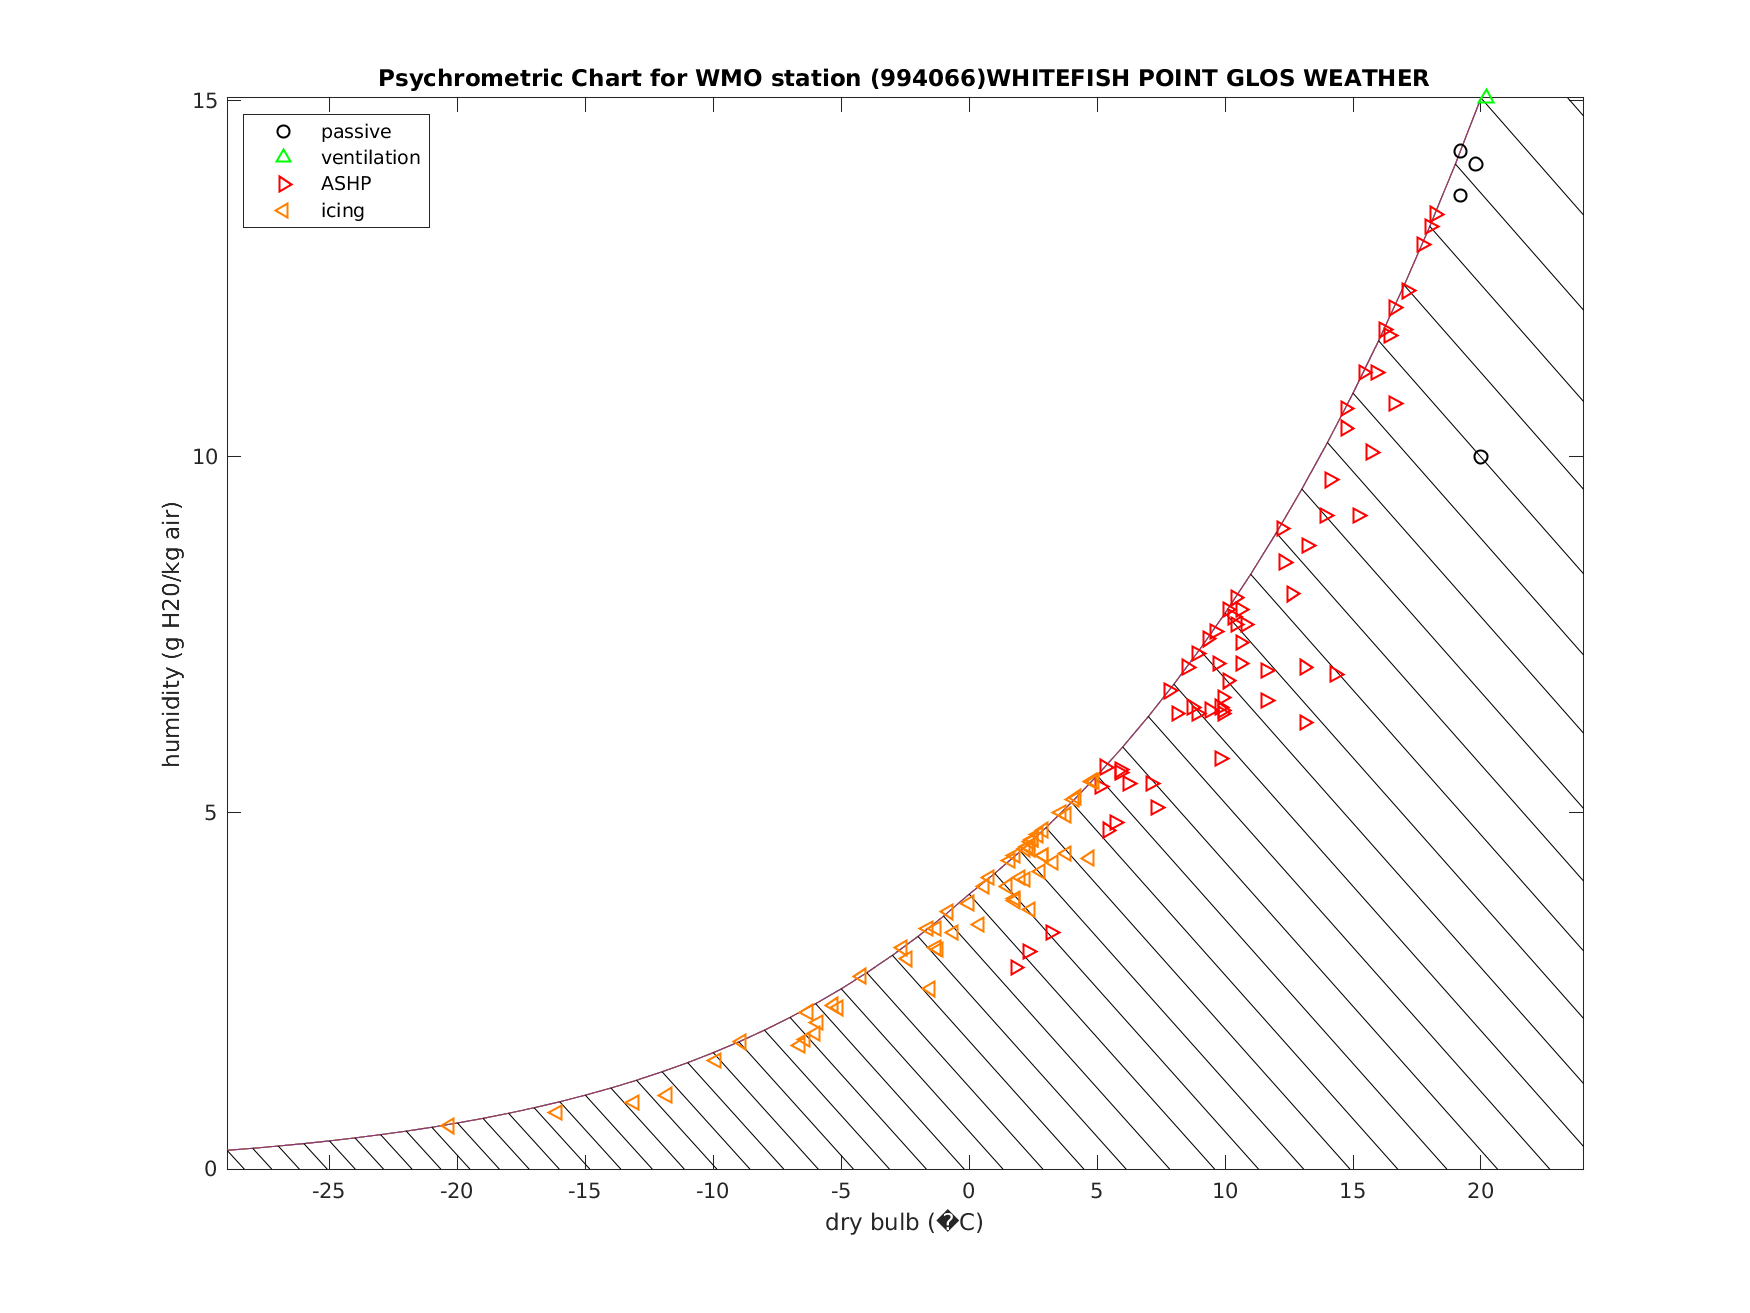 Psychrometric Chart for WMO station (994066)WHITEFISH POINT GLOS WEATHER
passive
ventilation
ASHP
icing
15
10
5
0
humidity (g H20/kg air)
-25 -20 -15 -10 -5 0 5 10 15 20
dry bulb (�C)